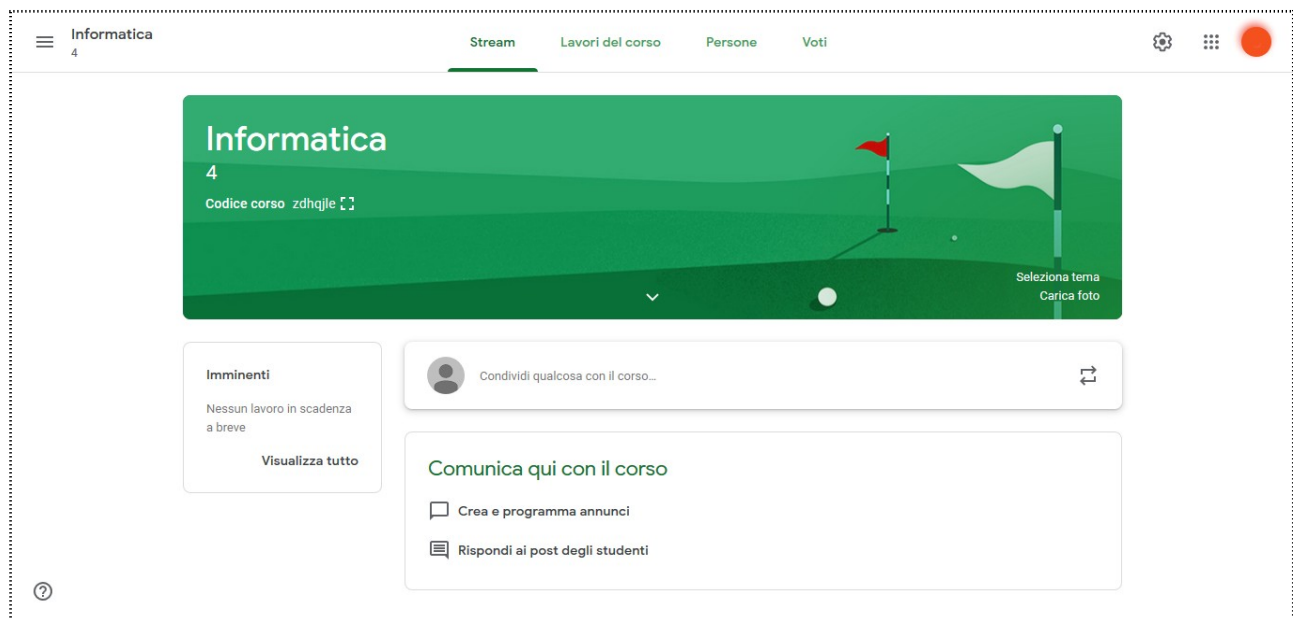 Informatica
4
Stream Lavori del corso Persone Voti
Informatica
4
Codice corso zdhqjle
Seleziona tema
Carica foto
Imminenti
Nessun lavoro in scadenza
a breve
Visualizza tutto
Condividi qualcosa con il corso...
Comunica qui con il corso
Crea e programma annunci
Rispondi ai post degli studenti